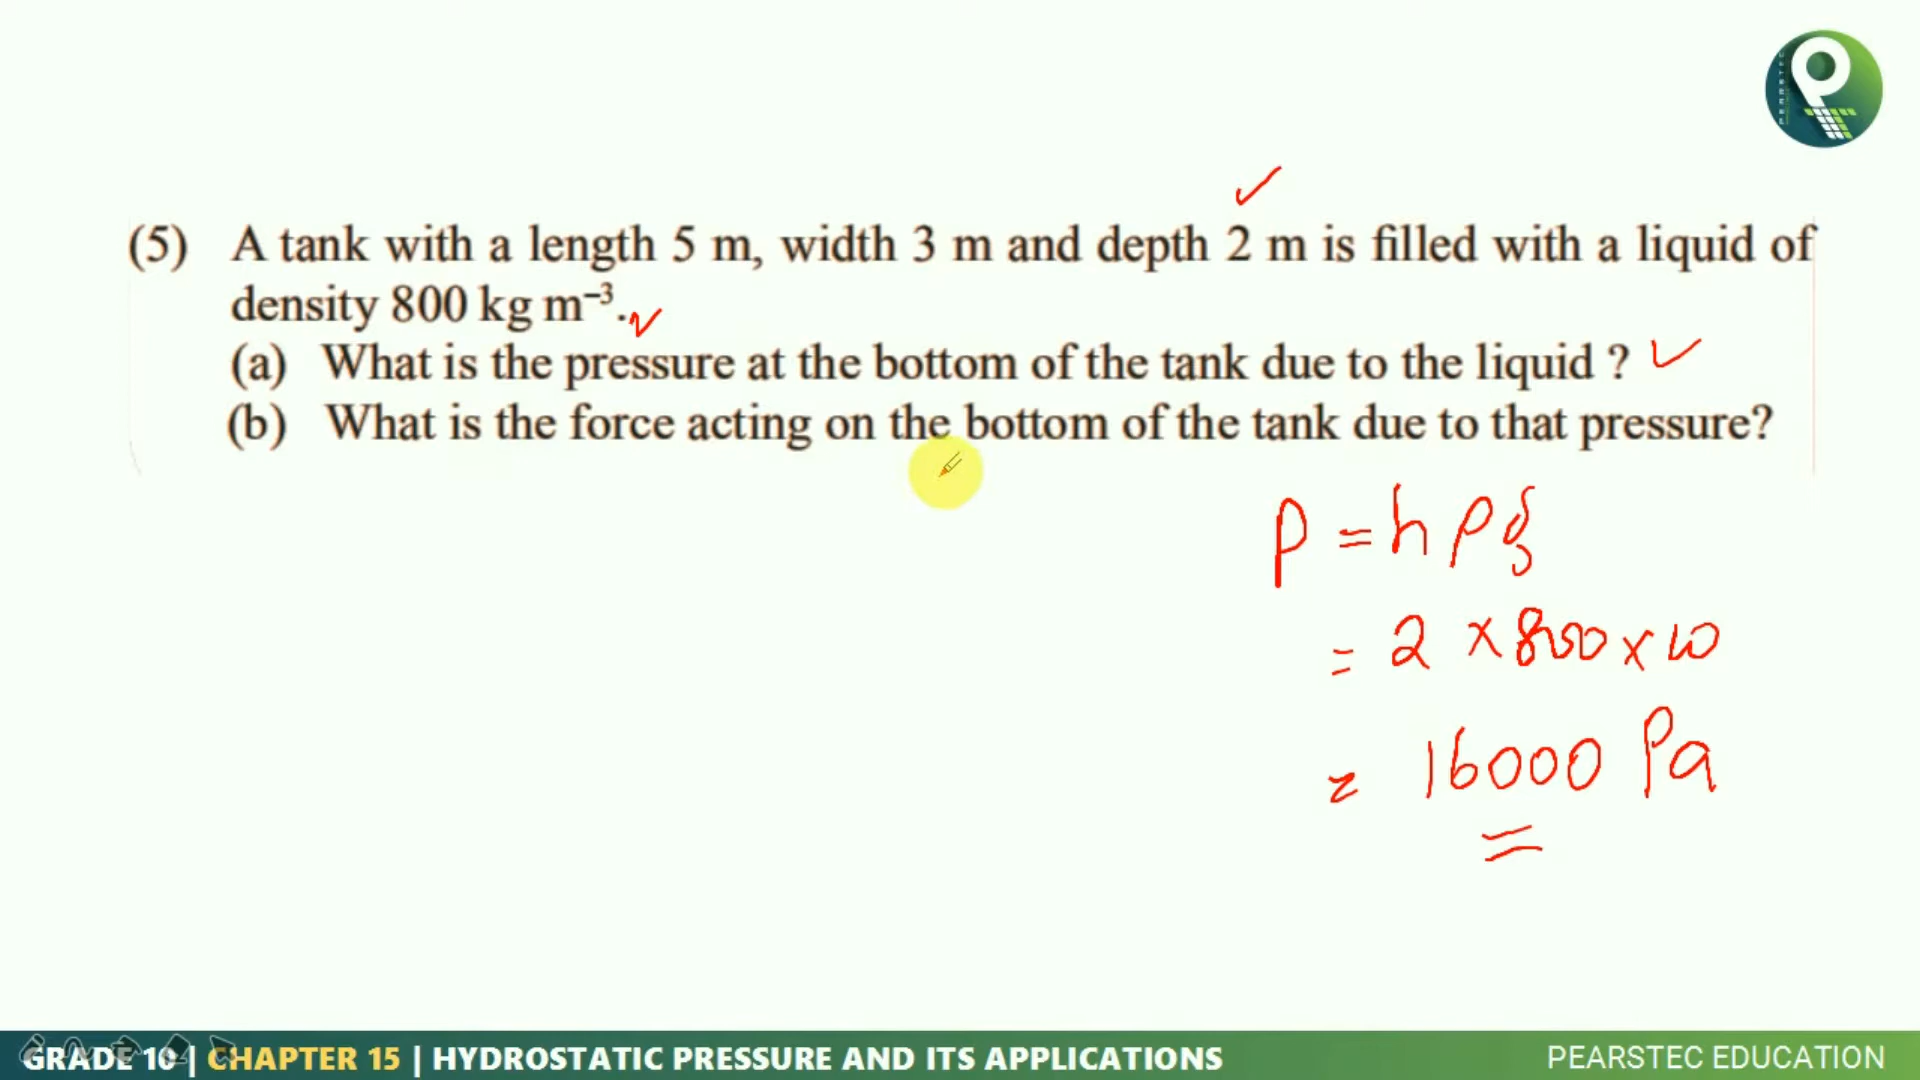 PEARSTEC
(5) A tank with a length 5 m, width 3 m and depth 2 m is filled with a liquid of
density 800 kg m⁻³.
(a) What is the pressure at the bottom of the tank due to the liquid ?
(b) What is the force acting on the bottom of the tank due to that pressure?
P = hρg
= 2 × 800 × 10
= 16000 Pa
GRADE 10 | CHAPTER 15 | HYDROSTATIC PRESSURE AND ITS APPLICATIONS
PEARSTEC EDUCATION